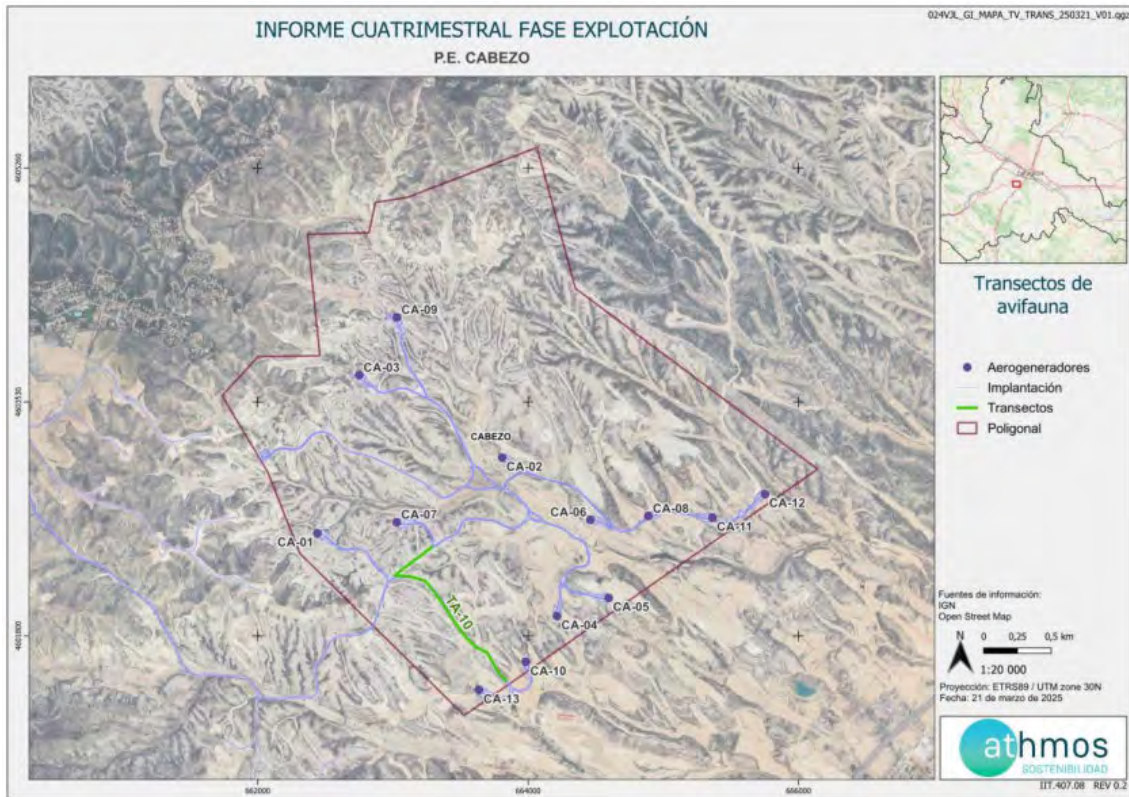 024VJL_GI_MAPA_TV_TRANS_250321_V01.qgz
INFORME CUATRIMESTRAL FASE EXPLOTACIÓN
P.E. CABEZO
4605260
4603530
4601800
662000
664000
666000
CA-09
CA-03
CABEZO
CA-02
CA-12
CA-08
CA-06
CA-11
CA-07
CA-01
CA-05
TA-10
CA-04
CA-10
CA-13
Transectos de
avifauna
Aerogeneradores
Implantación
Transectos
Poligonal
Fuentes de información:
IGN
Open Street Map
N
0 0,25 0,5 km
1:20 000
Proyección: ETRS89 / UTM zone 30N
Fecha: 21 de marzo de 2025
athmos
SOSTENIBILIDAD
IIT.407.08 REV 0.2